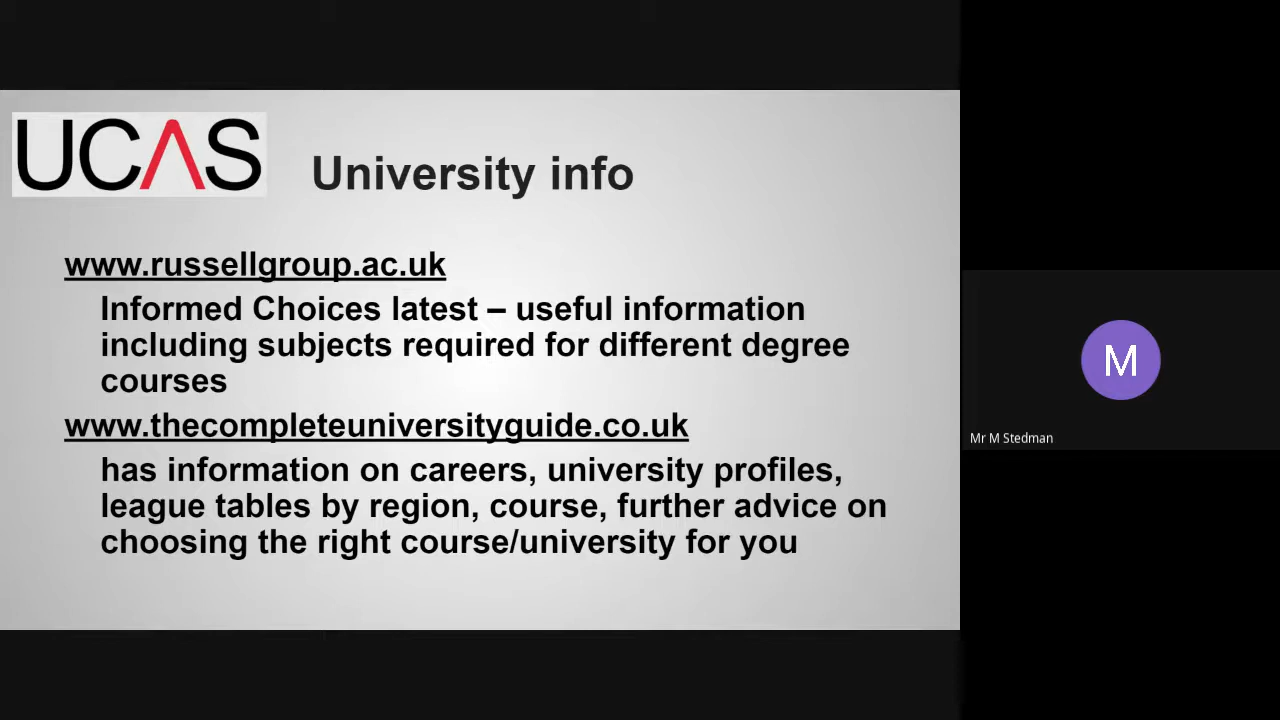 UCAS
University info
www.russellgroup.ac.uk
Informed Choices latest – useful information
including subjects required for different degree
courses
www.thecompleteuniversityguide.co.uk
has information on careers, university profiles,
league tables by region, course, further advice on
choosing the right course/university for you
M
Mr M Stedman